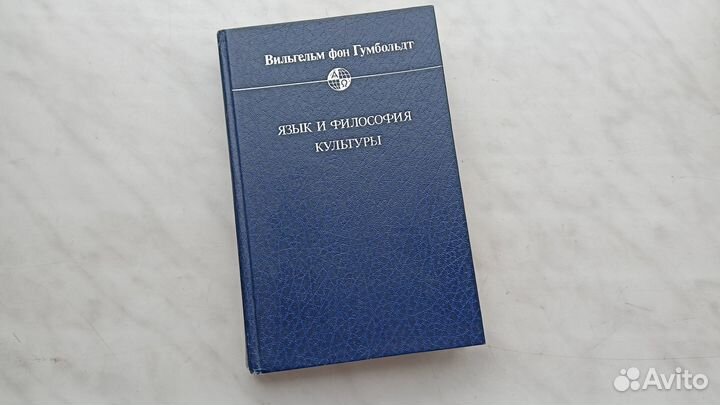 Вильгельм фон Гумбольдт
Α Ω
ЯЗЫК И ФИЛОСОФИЯ
КУЛЬТУРЫ
Avito